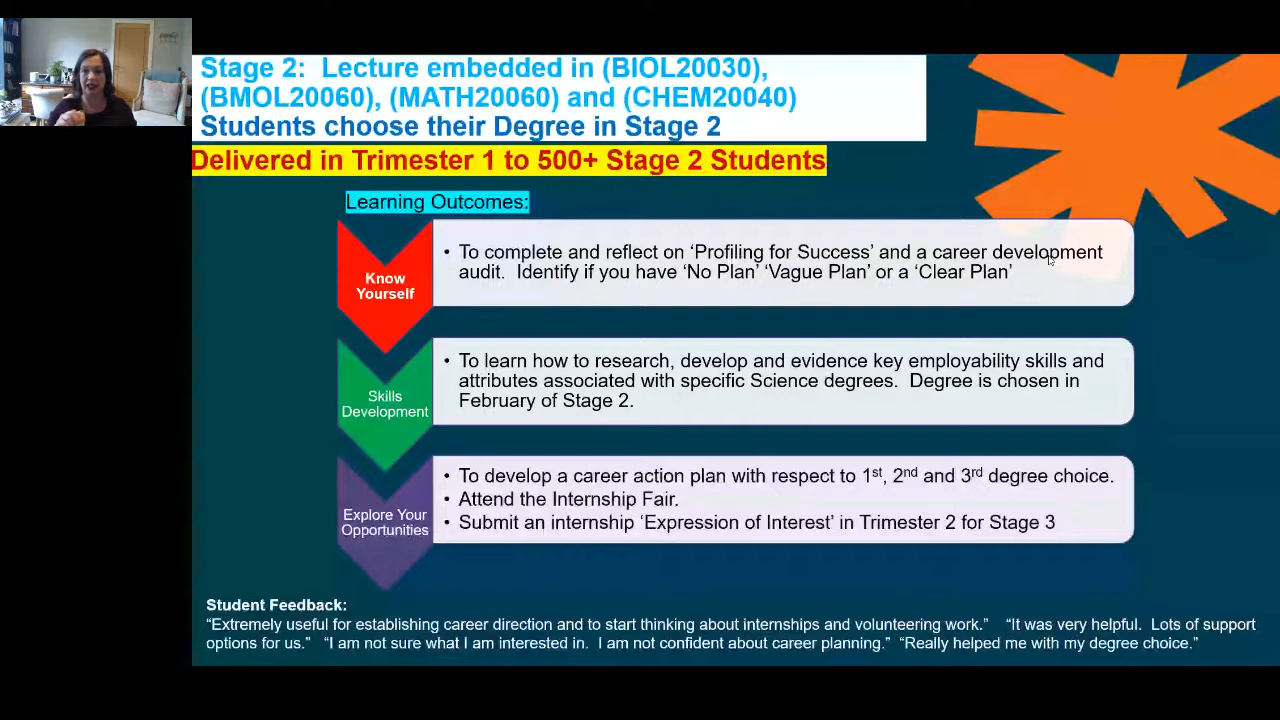 Stage 2:  Lecture embedded in (BIOL20030),
(BMOL20060), (MATH20060) and (CHEM20040)
Students choose their Degree in Stage 2
Delivered in Trimester 1 to 500+ Stage 2 Students
Learning Outcomes:
Know
Yourself
• To complete and reflect on ‘Profiling for Success’ and a career development
audit.  Identify if you have ‘No Plan’ ‘Vague Plan’ or a ‘Clear Plan’
Skills
Development
• To learn how to research, develop and evidence key employability skills and
attributes associated with specific Science degrees.  Degree is chosen in
February of Stage 2.
Explore Your
Opportunities
• To develop a career action plan with respect to 1st, 2nd and 3rd degree choice.
• Attend the Internship Fair.
• Submit an internship ‘Expression of Interest’ in Trimester 2 for Stage 3
Student Feedback:
“Extremely useful for establishing career direction and to start thinking about internships and volunteering work.”    “It was very helpful.  Lots of support
options for us.”   “I am not sure what I am interested in.  I am not confident about career planning.”  “Really helped me with my degree choice.”